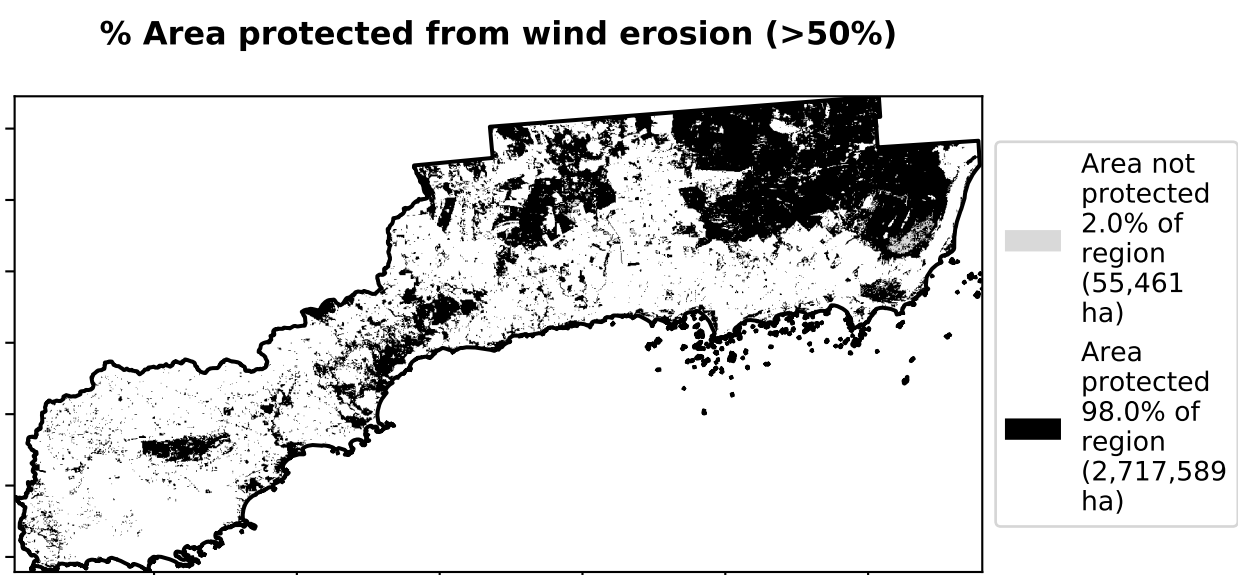 % Area protected from wind erosion (>50%)
Area not
protected
2.0% of
region
(55,461
ha)
Area
protected
98.0% of
region
(2,717,589
ha)